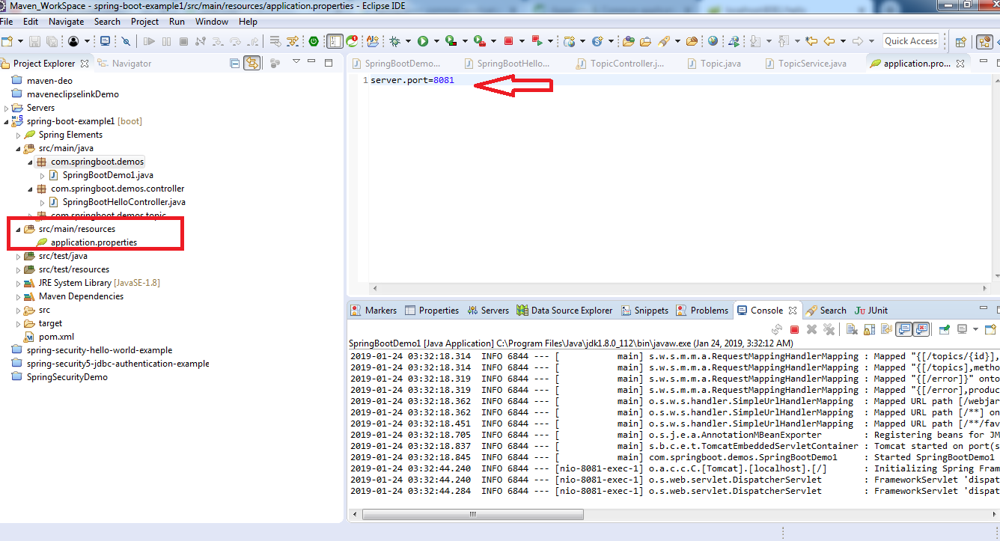 Maven_WorkSpace - spring-boot-example1/src/main/resources/application.properties - Eclipse IDE
File Edit Navigate Search Project Run Window Help
Quick Access
Project Explorer Navigator
maven-deo
maveneclipselinkDemo
Servers
spring-boot-example1 [boot]
Spring Elements
src/main/java
com.springboot.demos
SpringBootDemo1.java
com.springboot.demos.controller
SpringBootHelloController.java
com.springboot.demos.topic
src/main/resources
application.properties
src/test/java
src/test/resources
JRE System Library [JavaSE-1.8]
Maven Dependencies
src
target
pom.xml
spring-security-hello-world-example
spring-security5-jdbc-authentication-example
SpringSecurityDemo
SpringBootDemo... SpringBootHello... TopicController.j... Topic.java TopicService.java application.pro...
1 server.port=8081
Markers Properties Servers Data Source Explorer Snippets Problems Console Search JUnit
SpringBootDemo1 [Java Application] C:\Program Files\Java\jdk1.8.0_112\bin\javaw.exe (Jan 24, 2019, 3:32:12 AM)
2019-01-24 03:32:18.314 INFO 6844 --- [ main] s.w.s.m.m.a.RequestMappingHandlerMapping : Mapped "{[/topics/{id}],
2019-01-24 03:32:18.314 INFO 6844 --- [ main] s.w.s.m.m.a.RequestMappingHandlerMapping : Mapped "{[/topics],metho
2019-01-24 03:32:18.319 INFO 6844 --- [ main] s.w.s.m.m.a.RequestMappingHandlerMapping : Mapped "{[/error]}" onto
2019-01-24 03:32:18.319 INFO 6844 --- [ main] s.w.s.m.m.a.RequestMappingHandlerMapping : Mapped "{[/error],produc
2019-01-24 03:32:18.362 INFO 6844 --- [ main] o.s.w.s.handler.SimpleUrlHandlerMapping : Mapped URL path [/webjar
2019-01-24 03:32:18.362 INFO 6844 --- [ main] o.s.w.s.handler.SimpleUrlHandlerMapping : Mapped URL path [/**] on
2019-01-24 03:32:18.451 INFO 6844 --- [ main] o.s.w.s.handler.SimpleUrlHandlerMapping : Mapped URL path [/**/fav
2019-01-24 03:32:18.705 INFO 6844 --- [ main] o.s.j.e.a.AnnotationMBeanExporter : Registering beans for JM
2019-01-24 03:32:18.837 INFO 6844 --- [ main] s.b.c.e.t.TomcatEmbeddedServletContainer : Tomcat started on port(s
2019-01-24 03:32:18.845 INFO 6844 --- [ main] com.springboot.demos.SpringBootDemo1 : Started SpringBootDemo1
2019-01-24 03:32:44.240 INFO 6844 --- [nio-8081-exec-1] o.a.c.c.C.[Tomcat].[localhost].[/] : Initializing Spring Fram
2019-01-24 03:32:44.240 INFO 6844 --- [nio-8081-exec-1] o.s.web.servlet.DispatcherServlet : FrameworkServlet 'dispat
2019-01-24 03:32:44.284 INFO 6844 --- [nio-8081-exec-1] o.s.web.servlet.DispatcherServlet : FrameworkServlet 'dispat